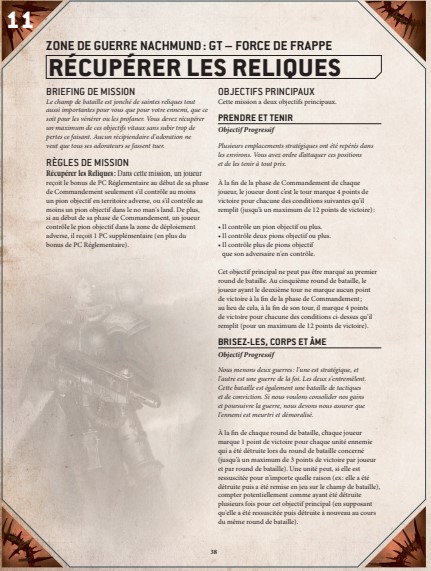 11
ZONE DE GUERRE NACHMUND : GT – FORCE DE FRAPPE
RÉCUPÉRER LES RELIQUES
BRIEFING DE MISSION
Le champ de bataille est jonché de saintes reliques tout
aussi importantes pour vous que pour votre ennemi, que ce
soit pour les vénérer ou les profaner. Vous devez récupérer
un maximum de ces objectifs vitaux sans subir trop de
pertes ce faisant. Aucun récipiendaire d'adoration ne
veut que tous ses adorateurs se fassent tuer.
RÈGLES DE MISSION
Récupérer les Reliques : Dans cette mission, un joueur
reçoit le bonus de PC Réglementaire au début de sa phase
de Commandement seulement s'il contrôle au moins
un pion objectif en territoire adverse, ou s'il contrôle au
moins un pion objectif dans le no man's land. De plus,
si au début de sa phase de Commandement, un joueur
contrôle le pion objectif dans la zone de déploiement
adverse, il reçoit 1 PC supplémentaire (en plus du
bonus de PC Réglementaire).
OBJECTIFS PRINCIPAUX
Cette mission a deux objectifs principaux.
PRENDRE ET TENIR
Objectif Progressif
Plusieurs emplacements stratégiques ont été repérés dans
les environs. Vous avez ordre d'attaquer ces positions
et de les tenir à tout prix.
À la fin de la phase de Commandement de chaque
joueur, le joueur dont c'est le tour marque 4 points
de victoire pour chacune des conditions suivantes qu'il
remplit (jusqu'à un maximum de 12 points de victoire) :
• Il contrôle un pion objectif ou plus.
• Il contrôle deux pions objectif ou plus.
• Il contrôle plus de pions objectif
que son adversaire n'en contrôle.
Cet objectif principal ne peut pas être marqué au premier
round de bataille. Au cinquième round de bataille, le
joueur ayant le deuxième tour ne marque aucun point
de victoire à la fin de la phase de Commandement ;
au lieu de cela, à la fin de son tour, il marque 4 points
de victoire pour chacune des conditions ci-dessus qu'il
remplit (pour un maximum de 12 points de victoire).
BRISEZ-LES, CORPS ET ÂME
Objectif Progressif
Nous menons deux guerres : l'une est stratégique, et
l'autre est une guerre de la foi. Les deux s'entremêlent.
Cette bataille est également une bataille de tactiques
et de conviction. Si nous voulons consolider nos gains
et poursuivre la guerre, nous devons nous assurer que
l'ennemi est meurtri et démoralisé.
À la fin de chaque round de bataille, chaque joueur
marque 1 point de victoire pour chaque unité ennemie
qui a été détruite lors du round de bataille concerné
(jusqu'à un maximum de 3 points de victoire par joueur
et par round de bataille). Une unité peut, si elle est
ressuscitée pour n'importe quelle raison (ex: elle a été
détruite puis a été remise en jeu sur le champ de bataille),
compter potentiellement comme ayant été détruite
plusieurs fois pour cet objectif principal (en supposant
qu'elle a été ressuscitée puis détruite à nouveau au cours
du même round de bataille).
38